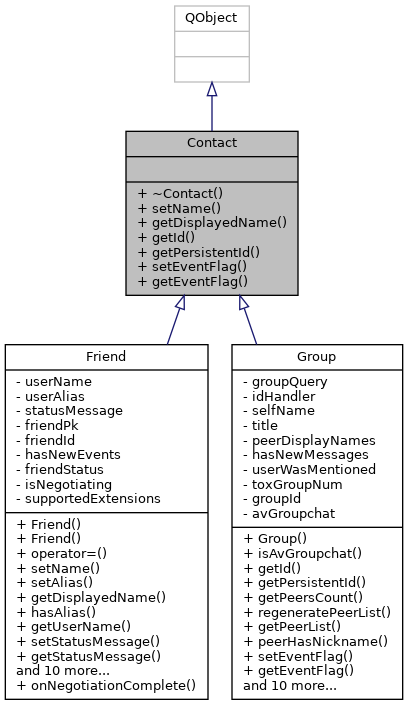 QObject
Contact
+ ~Contact()
+ setName()
+ getDisplayedName()
+ getId()
+ getPersistentId()
+ setEventFlag()
+ getEventFlag()
Friend
- userName
- userAlias
- statusMessage
- friendPk
- friendId
- hasNewEvents
- friendStatus
- isNegotiating
- supportedExtensions
+ Friend()
+ Friend()
+ operator=()
+ setName()
+ setAlias()
+ getDisplayedName()
+ hasAlias()
+ getUserName()
+ setStatusMessage()
+ getStatusMessage()
and 10 more...
+ onNegotiationComplete()
Group
- groupQuery
- idHandler
- selfName
- title
- peerDisplayNames
- hasNewMessages
- userWasMentioned
- toxGroupNum
- groupId
- avGroupchat
+ Group()
+ isAvGroupchat()
+ getId()
+ getPersistentId()
+ getPeersCount()
+ regeneratePeerList()
+ getPeerList()
+ peerHasNickname()
+ setEventFlag()
+ getEventFlag()
and 10 more...